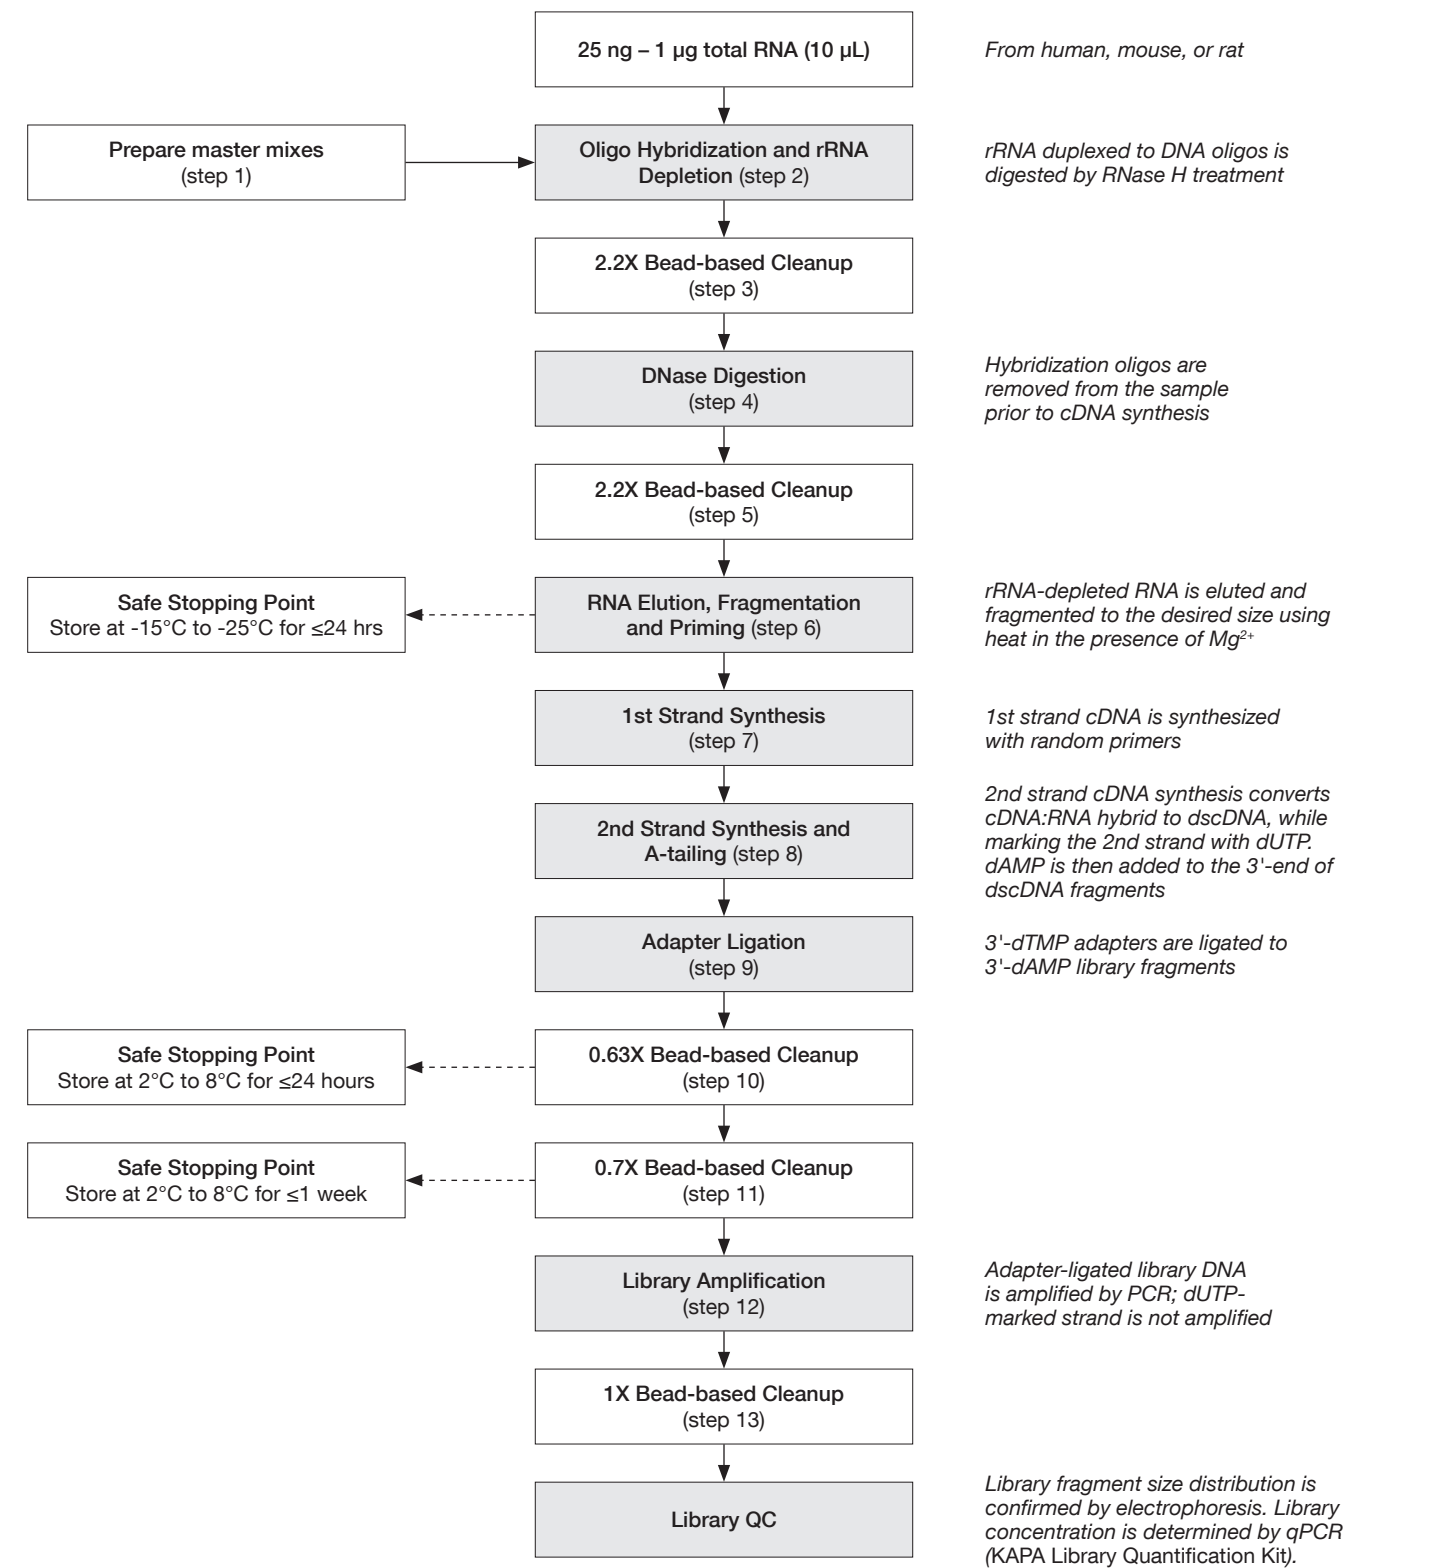 25 ng – 1 µg total RNA (10 µL)
From human, mouse, or rat
Prepare master mixes
(step 1)
Oligo Hybridization and rRNA
Depletion (step 2)
rRNA duplexed to DNA oligos is
digested by RNase H treatment
2.2X Bead-based Cleanup
(step 3)
DNase Digestion
(step 4)
Hybridization oligos are
removed from the sample
prior to cDNA synthesis
2.2X Bead-based Cleanup
(step 5)
Safe Stopping Point
Store at -15°C to -25°C for ≤24 hrs
RNA Elution, Fragmentation
and Priming (step 6)
rRNA-depleted RNA is eluted and
fragmented to the desired size using
heat in the presence of Mg²⁺
1st Strand Synthesis
(step 7)
1st strand cDNA is synthesized
with random primers
2nd Strand Synthesis and
A-tailing (step 8)
2nd strand cDNA synthesis converts
cDNA:RNA hybrid to dscDNA, while
marking the 2nd strand with dUTP.
dAMP is then added to the 3'-end of
dscDNA fragments
Adapter Ligation
(step 9)
3'-dTMP adapters are ligated to
3'-dAMP library fragments
Safe Stopping Point
Store at 2°C to 8°C for ≤24 hours
0.63X Bead-based Cleanup
(step 10)
Safe Stopping Point
Store at 2°C to 8°C for ≤1 week
0.7X Bead-based Cleanup
(step 11)
Library Amplification
(step 12)
Adapter-ligated library DNA
is amplified by PCR; dUTP-
marked strand is not amplified
1X Bead-based Cleanup
(step 13)
Library QC
Library fragment size distribution is
confirmed by electrophoresis. Library
concentration is determined by qPCR
(KAPA Library Quantification Kit).